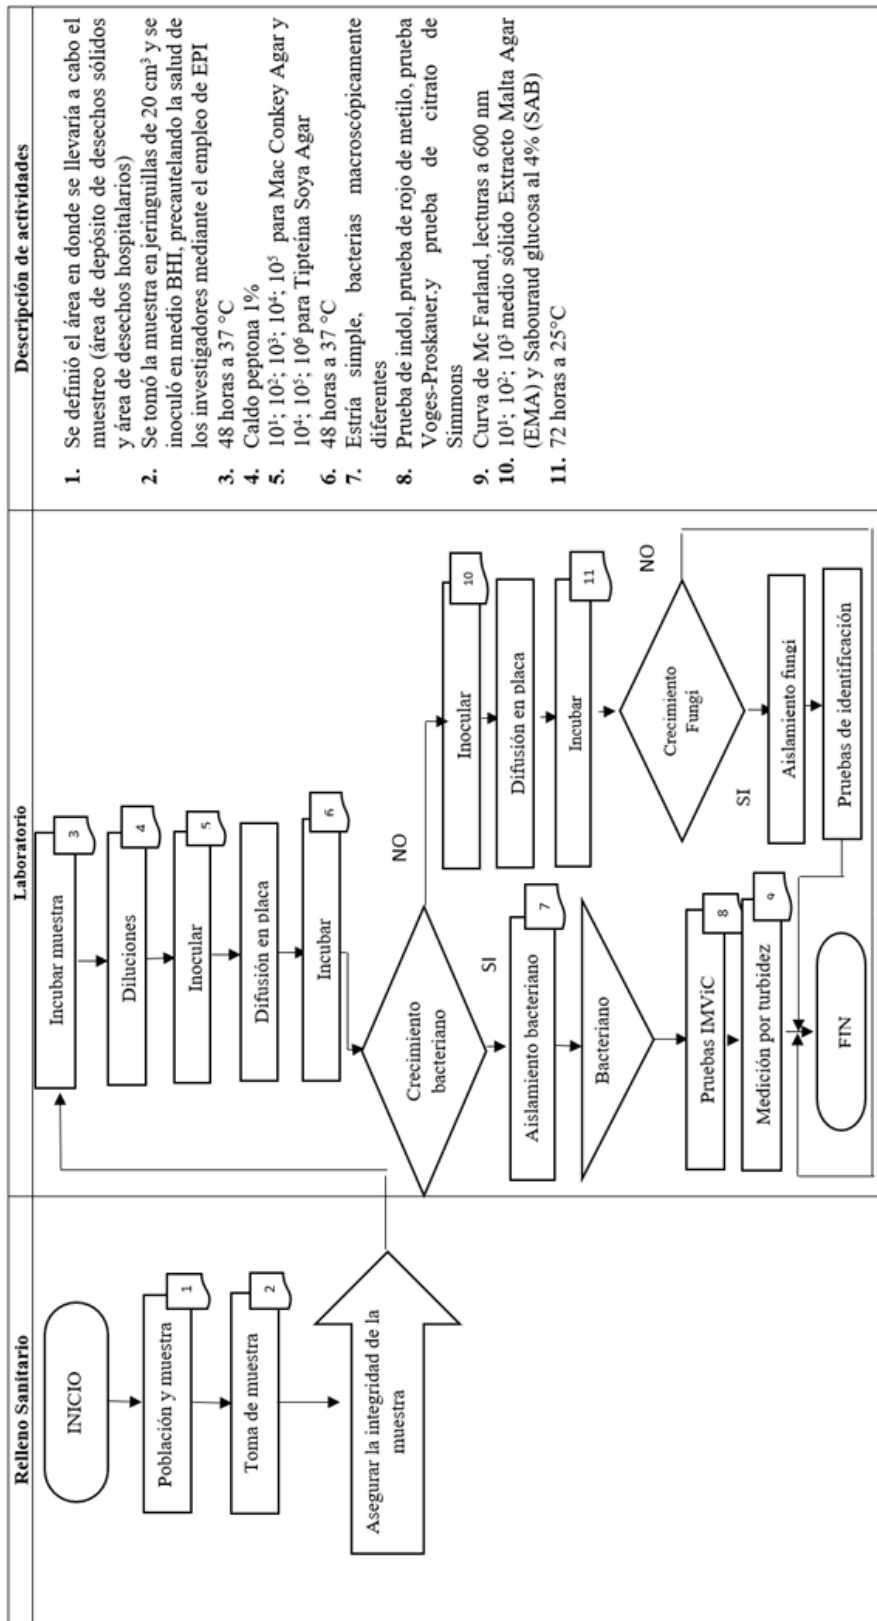 Relleno Sanitario
Laboratorio
Descripción de actividades
INICIO
Población y muestra
1
Toma de muestra
2
Asegurar la integridad de la
muestra
Incubar muestra
3
Diluciones
4
Inocular
5
Difusión en placa
Incubar
6
Crecimiento
bacteriano
NO
SI
Aislamiento bacteriano
7
Bacteriano
Pruebas IMViC
8
Medición por turbidez
9
FIN
Inocular
10
Difusión en placa
Incubar
11
Crecimiento
Fungi
NO
SI
Aislamiento fungi
Pruebas de identificación
1. Se definió el área en donde se llevaría a cabo el
muestreo (área de depósito de desechos sólidos
y área de desechos hospitalarios)
2. Se tomó la muestra en jeringuillas de 20 cm³ y se
inoculó en medio BHI, precautelando la salud de
los investigadores mediante el empleo de EPI
3. 48 horas a 37 °C
4. Caldo peptona 1%
5. 10¹; 10²; 10³; 10⁴; 10⁵ para Mac Conkey Agar y
10⁴; 10⁵; 10⁶ para Tipteína Soya Agar
6. 48 horas a 37 °C
7. Estría simple, bacterias macroscópicamente
diferentes
8. Prueba de indol, prueba de rojo de metilo, prueba
Voges-Proskauer.y prueba de citrato de
Simmons
9. Curva de Mc Farland, lecturas a 600 nm
10. 10¹; 10²; 10³ medio sólido Extracto Malta Agar
(EMA) y Sabouraud glucosa al 4% (SAB)
11. 72 horas a 25°C